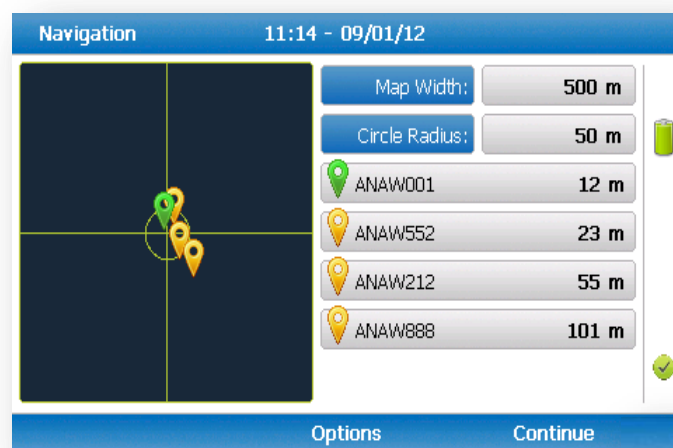 Navigation 11:14 - 09/01/12
Map Width: 500 m
Circle Radius: 50 m
ANAW001 12 m
ANAW552 23 m
ANAW212 55 m
ANAW888 101 m
Options Continue